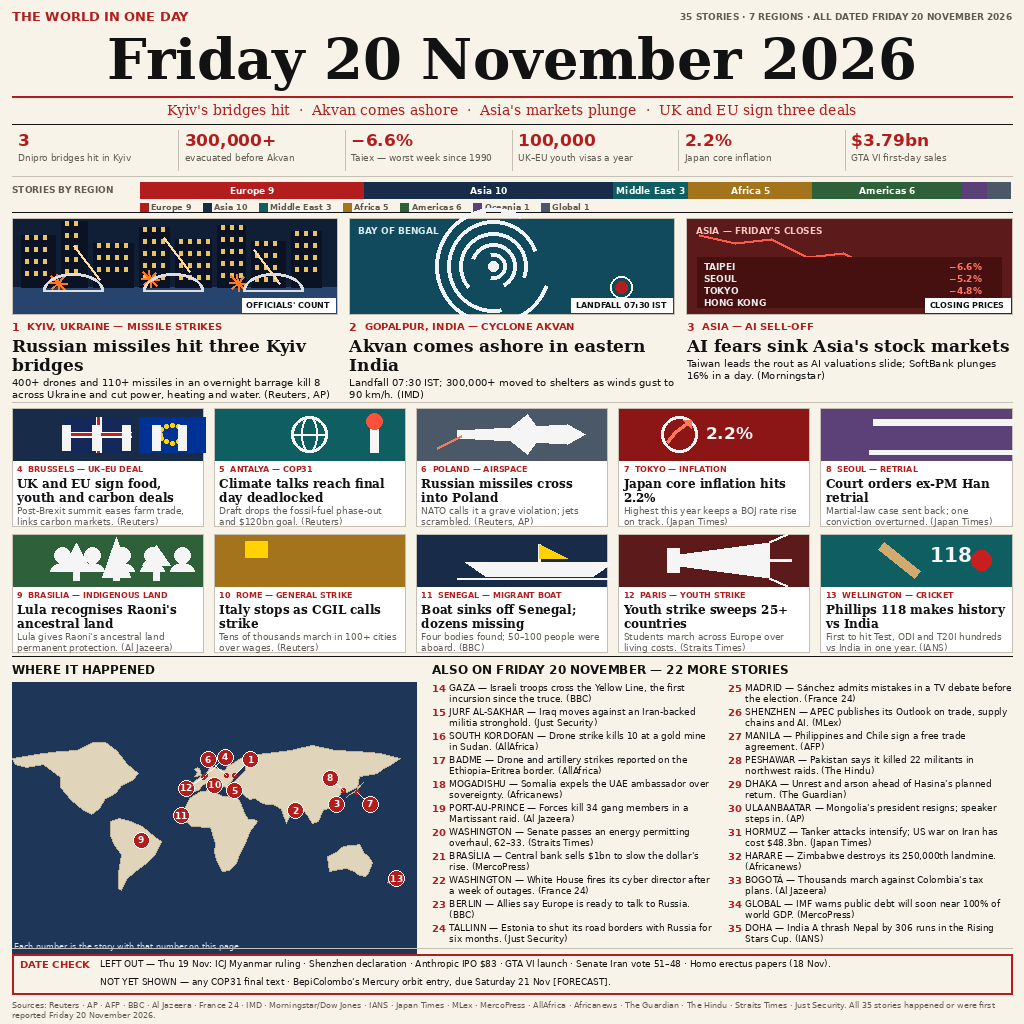 THE WORLD IN ONE DAY
35 STORIES · 7 REGIONS · ALL DATED FRIDAY 20 NOVEMBER 2026
Friday 20 November 2026
Kyiv's bridges hit · Akvan comes ashore · Asia's markets plunge · UK and EU sign three deals
3
Dnipro bridges hit in Kyiv
300,000+
evacuated before Akvan
−6.6%
Taiex — worst week since 1990
100,000
UK–EU youth visas a year
2.2%
Japan core inflation
$3.79bn
GTA VI first-day sales
STORIES BY REGION
Europe 9
Asia 10
Middle East 3
Africa 5
Americas 6
Europe 9
Asia 10
Middle East 3
Africa 5
Americas 6
Oceania 1
Global 1
OFFICIALS' COUNT
1 KYIV, UKRAINE — MISSILE STRIKES
Russian missiles hit three Kyiv
bridges
400+ drones and 110+ missiles in an overnight barrage kill 8
across Ukraine and cut power, heating and water. (Reuters, AP)
BAY OF BENGAL
LANDFALL 07:30 IST
2 GOPALPUR, INDIA — CYCLONE AKVAN
Akvan comes ashore in eastern
India
Landfall 07:30 IST; 300,000+ moved to shelters as winds gust to
90 km/h. (IMD)
ASIA — FRIDAY'S CLOSES
TAIPEI −6.6%
SEOUL −5.2%
TOKYO −4.8%
HONG KONG
CLOSING PRICES
3 ASIA — AI SELL-OFF
AI fears sink Asia's stock markets
Taiwan leads the rout as AI valuations slide; SoftBank plunges
16% in a day. (Morningstar)
4 BRUSSELS — UK–EU DEAL
UK and EU sign food,
youth and carbon deals
Post-Brexit summit eases farm trade,
links carbon markets. (Reuters)
5 ANTALYA — COP31
Climate talks reach final
day deadlocked
Draft drops the fossil-fuel phase-out
and $120bn goal. (Reuters)
6 POLAND — AIRSPACE
Russian missiles cross
into Poland
NATO calls it a grave violation; jets
scrambled. (Reuters, AP)
2.2%
7 TOKYO — INFLATION
Japan core inflation hits
2.2%
Highest this year keeps a BOJ rate rise
on track. (Japan Times)
8 SEOUL — RETRIAL
Court orders ex-PM Han
retrial
Martial-law case sent back; one
conviction overturned. (Japan Times)
9 BRASILIA — INDIGENOUS LAND
Lula recognises Raoni's
ancestral land
Lula gives Raoni's ancestral land
permanent protection. (Al Jazeera)
10 ROME — GENERAL STRIKE
Italy stops as CGIL calls
strike
Tens of thousands march in 100+ cities
over wages. (Reuters)
11 SENEGAL — MIGRANT BOAT
Boat sinks off Senegal;
dozens missing
Four bodies found; 50–100 people were
aboard. (BBC)
12 PARIS — YOUTH STRIKE
Youth strike sweeps 25+
countries
Students march across Europe over
living costs. (Straits Times)
118
13 WELLINGTON — CRICKET
Phillips 118 makes history
vs India
First to hit Test, ODI and T20I hundreds
vs India in one year. (IANS)
WHERE IT HAPPENED
6
4
1
12
10
5
8
11
2
3
7
9
13
Each number is the story with that number on this page
ALSO ON FRIDAY 20 NOVEMBER — 22 MORE STORIES
14 GAZA — Israeli troops cross the Yellow Line, the first
incursion since the truce. (BBC)
15 JURF AL-SAKHAR — Iraq moves against an Iran-backed
militia stronghold. (Just Security)
16 SOUTH KORDOFAN — Drone strike kills 10 at a gold mine
in Sudan. (AllAfrica)
17 BADME — Drone and artillery strikes reported on the
Ethiopia–Eritrea border. (AllAfrica)
18 MOGADISHU — Somalia expels the UAE ambassador over
sovereignty. (Africanews)
19 PORT-AU-PRINCE — Forces kill 34 gang members in a
Martissant raid. (Al Jazeera)
20 WASHINGTON — Senate passes an energy permitting
overhaul, 62–33. (Straits Times)
21 BRASÍLIA — Central bank sells $1bn to slow the dollar's
rise. (MercoPress)
22 WASHINGTON — White House fires its cyber director after
a week of outages. (France 24)
23 BERLIN — Allies say Europe is ready to talk to Russia.
(BBC)
24 TALLINN — Estonia to shut its road borders with Russia for
six months. (Just Security)
25 MADRID — Sánchez admits mistakes in a TV debate before
the election. (France 24)
26 SHENZHEN — APEC publishes its Outlook on trade, supply
chains and AI. (MLex)
27 MANILA — Philippines and Chile sign a free trade
agreement. (AFP)
28 PESHAWAR — Pakistan says it killed 22 militants in
northwest raids. (The Hindu)
29 DHAKA — Unrest and arson ahead of Hasina's planned
return. (The Guardian)
30 ULAANBAATAR — Mongolia's president resigns; speaker
steps in. (AP)
31 HORMUZ — Tanker attacks intensify; US war on Iran has
cost $48.3bn. (Japan Times)
32 HARARE — Zimbabwe destroys its 250,000th landmine.
(Africanews)
33 BOGOTÁ — Thousands march against Colombia's tax
plans. (Al Jazeera)
34 GLOBAL — IMF warns public debt will soon near 100% of
world GDP. (MercoPress)
35 DOHA — India A thrash Nepal by 306 runs in the Rising
Stars Cup. (IANS)
DATE CHECK
LEFT OUT — Thu 19 Nov: ICJ Myanmar ruling · Shenzhen declaration · Anthropic IPO $83 · GTA VI launch · Senate Iran vote 51–48 · Homo erectus papers (18 Nov).
NOT YET SHOWN — any COP31 final text · BepiColombo's Mercury orbit entry, due Saturday 21 Nov [FORECAST].
Sources: Reuters · AP · AFP · BBC · Al Jazeera · France 24 · IMD · Morningstar/Dow Jones · IANS · Japan Times · MLex · MercoPress · AllAfrica · Africanews · The Guardian · The Hindu · Straits Times · Just Security. All 35 stories happened or were first
reported Friday 20 November 2026.